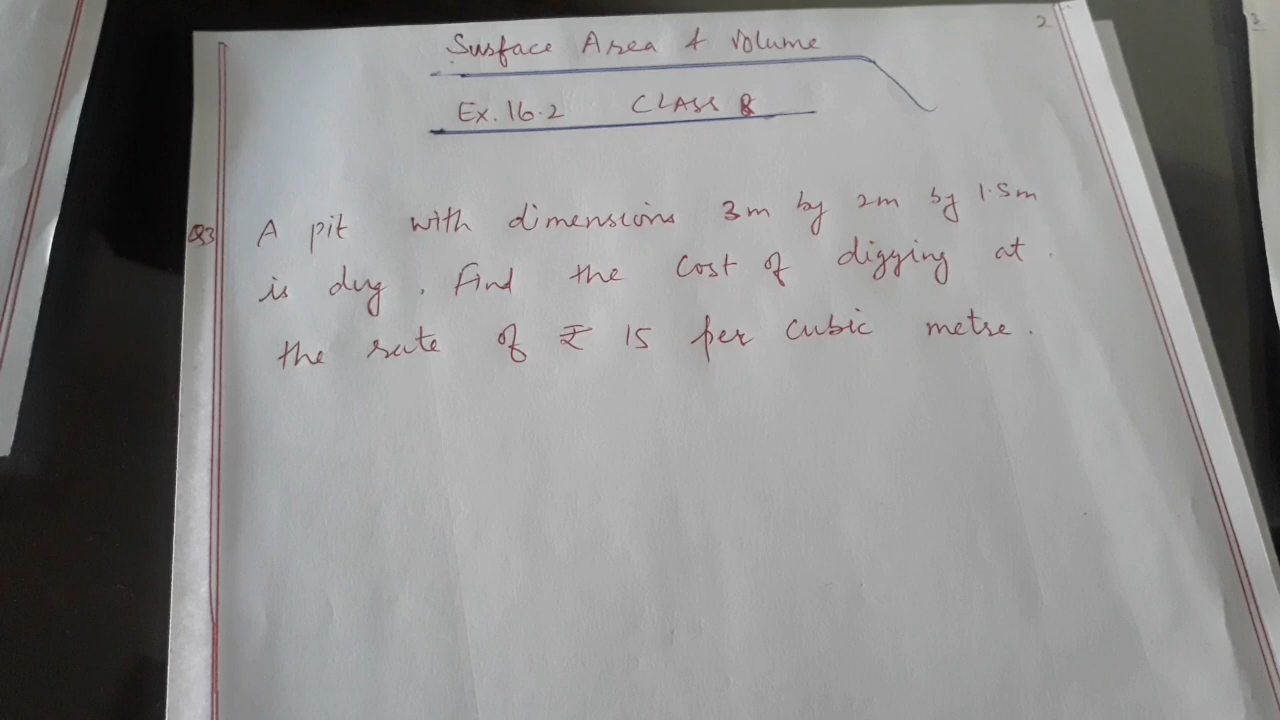 2
Surface Area & Volume
Ex. 16.2 CLASS 8
Q3 A pit with dimensions 3m by 2m by 1.5m
is dug. Find the cost of digging at
the rate of ₹ 15 per cubic metre.